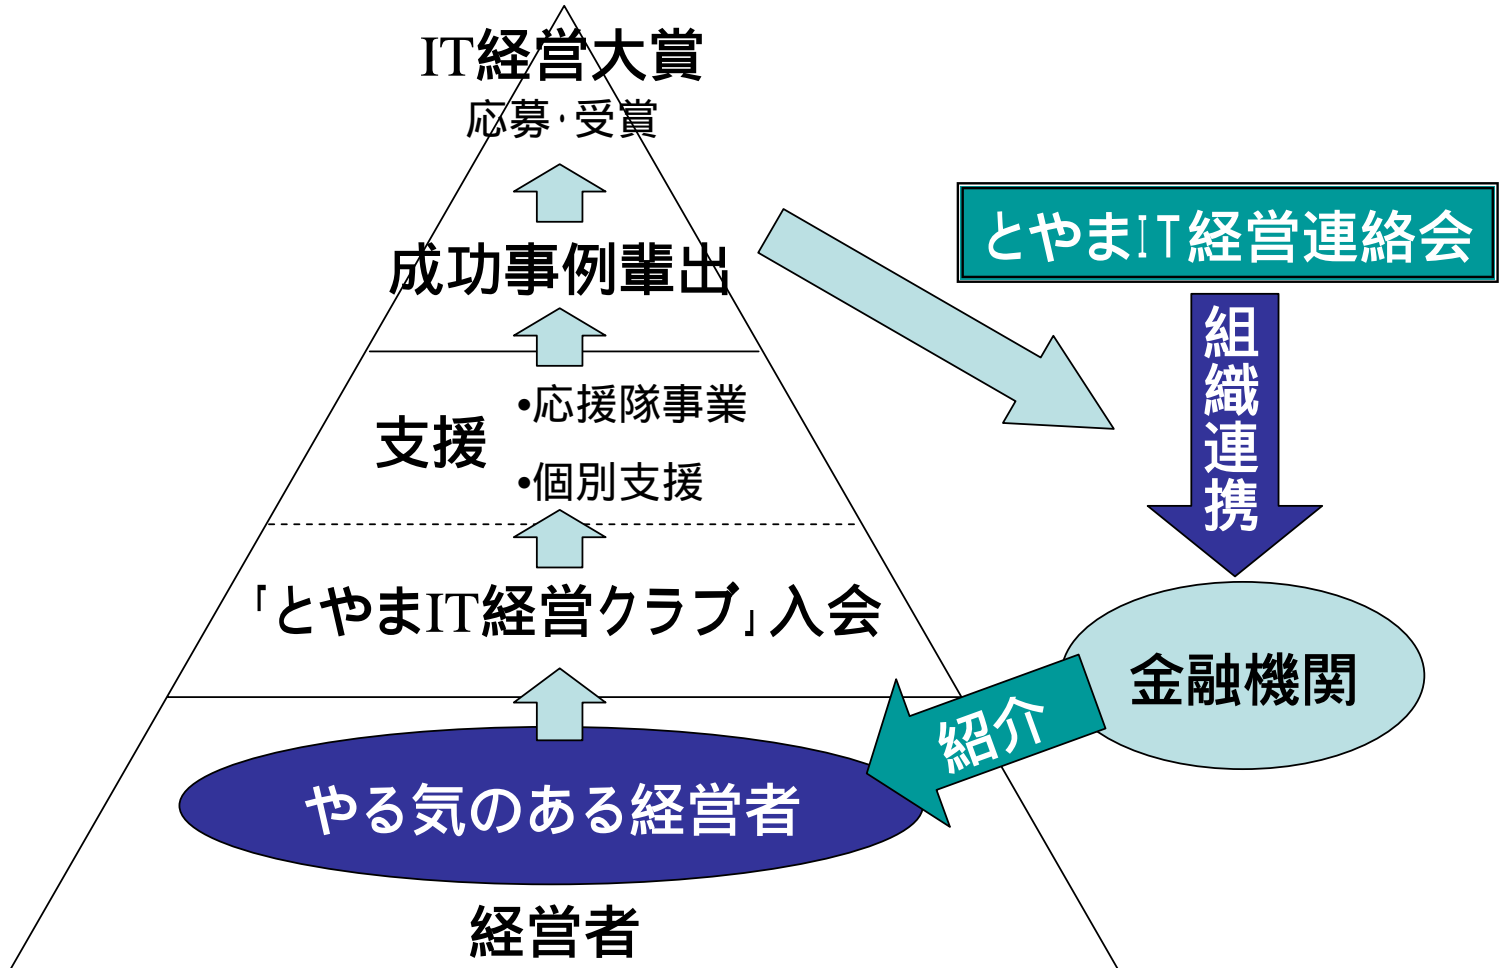 IT経営大賞
応募・受賞
成功事例輩出
支援
•応援隊事業
•個別支援
「とやまIT経営クラブ」入会
やる気のある経営者
経営者
とやまIT経営連絡会
組織連携
金融機関
紹介